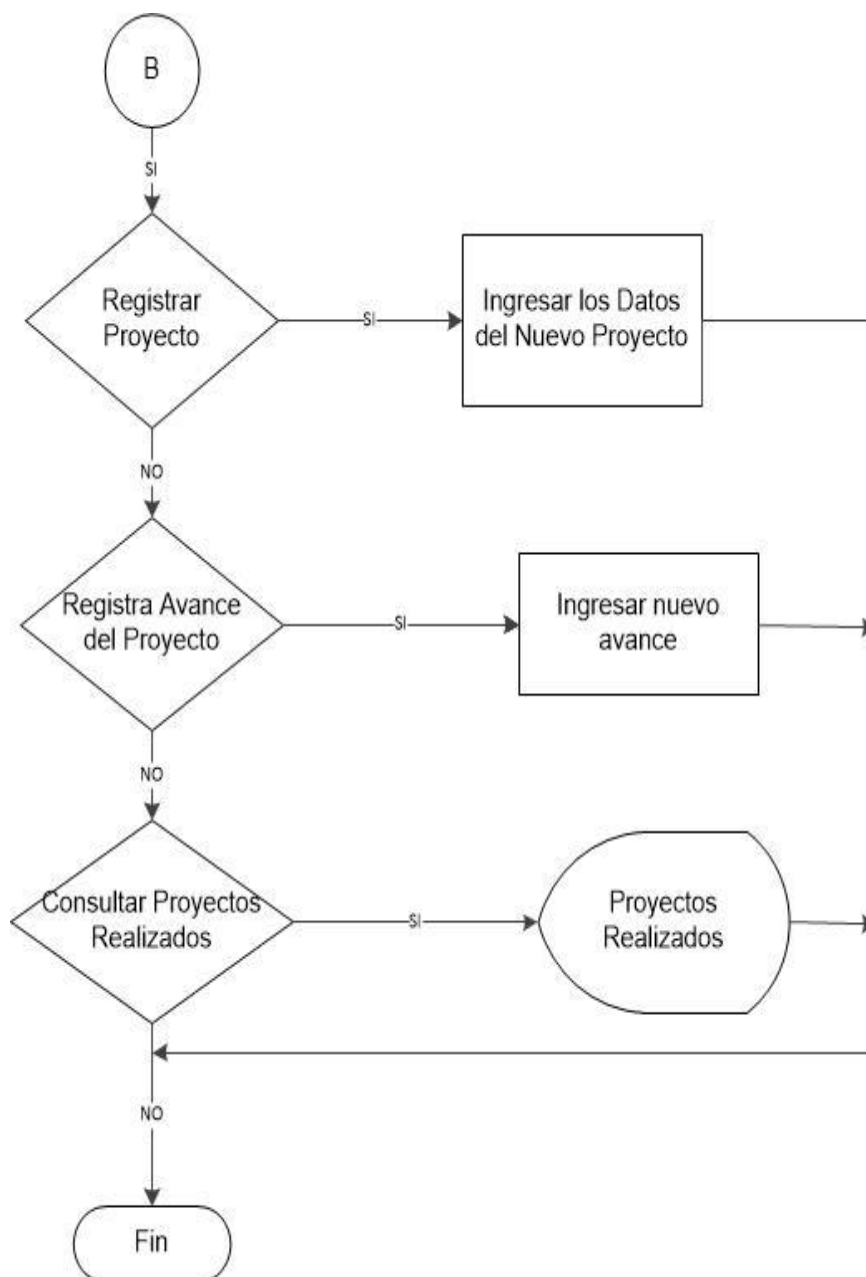 B
SI
Registrar
Proyecto
SI
Ingresar los Datos
del Nuevo Proyecto
NO
Registra Avance
del Proyecto
SI
Ingresar nuevo
avance
NO
Consultar Proyectos
Realizados
SI
Proyectos
Realizados
NO
Fin